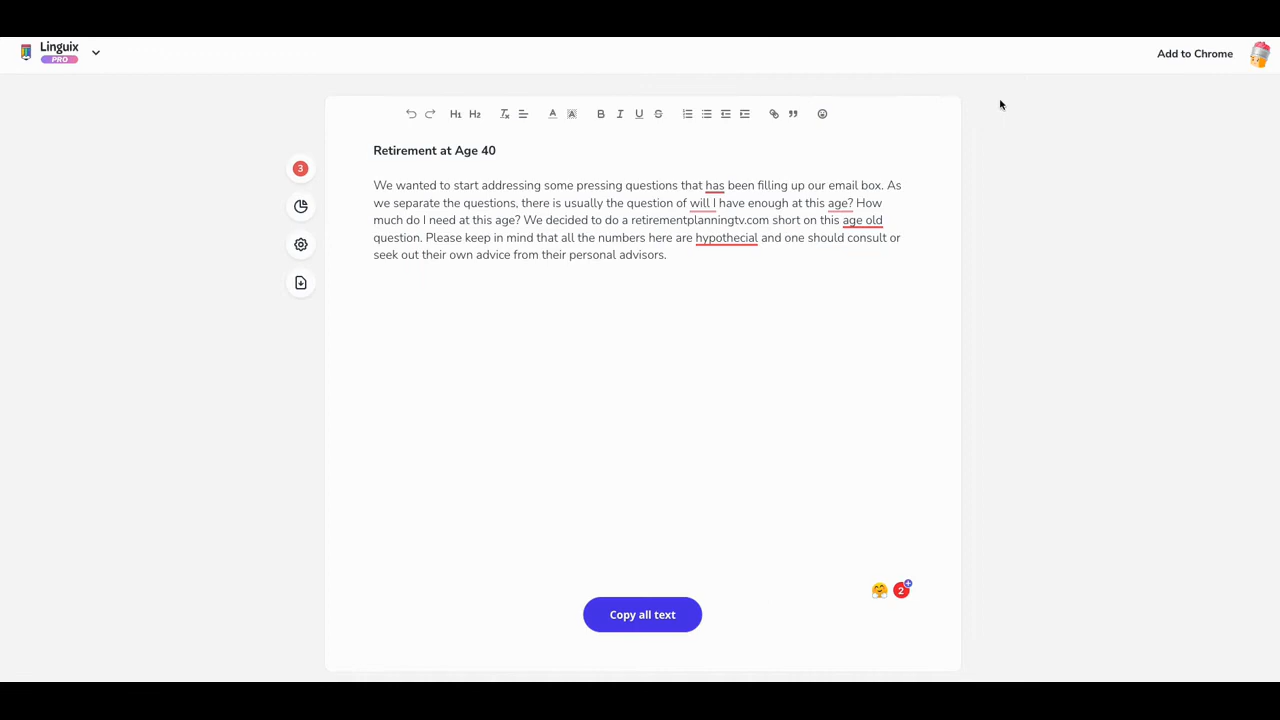 Linguix
PRO
Add to Chrome
H1 H2
Retirement at Age 40
3
We wanted to start addressing some pressing questions that has been filling up our email box. As
we separate the questions, there is usually the question of will I have enough at this age? How
much do I need at this age? We decided to do a retirementplanningtv.com short on this age old
question. Please keep in mind that all the numbers here are hypothecial and one should consult or
seek out their own advice from their personal advisors.
2
Copy all text